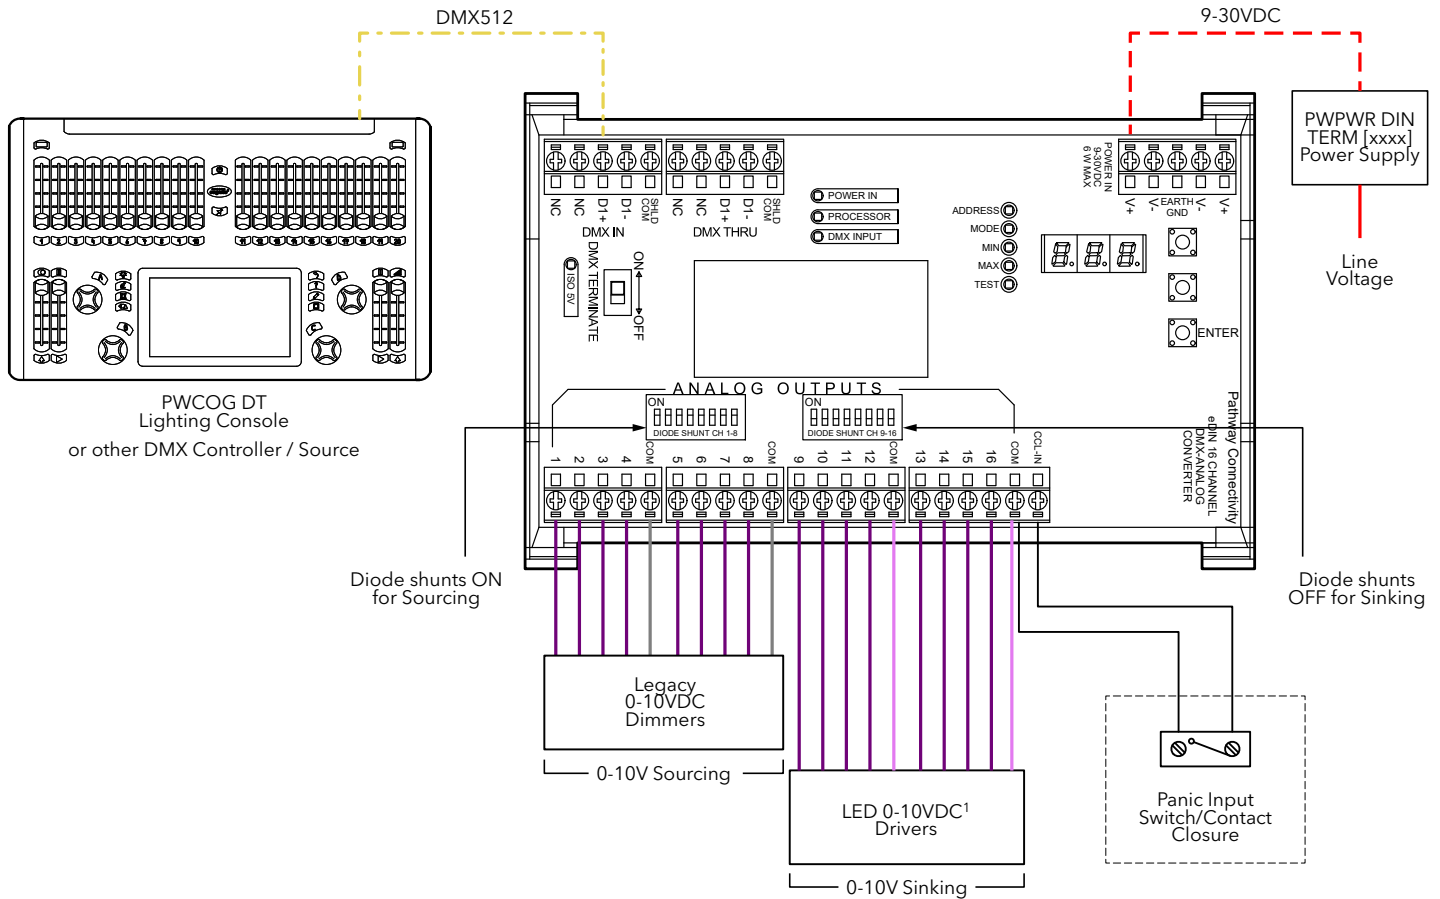 DMX512
9-30VDC
PWPWR DIN
TERM [xxxx]
Power Supply
Line
Voltage
PWCOG DT
Lighting Console
or other DMX Controller / Source
NC NC D1+ D1- SHLD COM
DMX IN
NC NC D1+ D1- SHLD COM
DMX THRU
POWER IN
PROCESSOR
DMX INPUT
POWER IN
9-30VDC
6 W MAX
V+ V- EARTH GND V- V+
ADDRESS
MODE
MIN
MAX
TEST
8.8.8.
ENTER
ISO 5V
DMX TERMINATE
ON
OFF
ANALOG OUTPUTS
ON
DIODE SHUNT CH 1-8
ON
DIODE SHUNT CH 9-16
Pathway Connectivity
eDIN 16 CHANNEL
DMX-ANALOG
CONVERTER
1 2 3 4 COM 5 6 7 8 COM 9 10 11 12 COM 13 14 15 16 COM CCL-IN
Diode shunts ON
for Sourcing
Diode shunts
OFF for Sinking
Legacy
0-10VDC
Dimmers
0-10V Sourcing
LED 0-10VDC¹
Drivers
0-10V Sinking
Panic Input
Switch/Contact
Closure